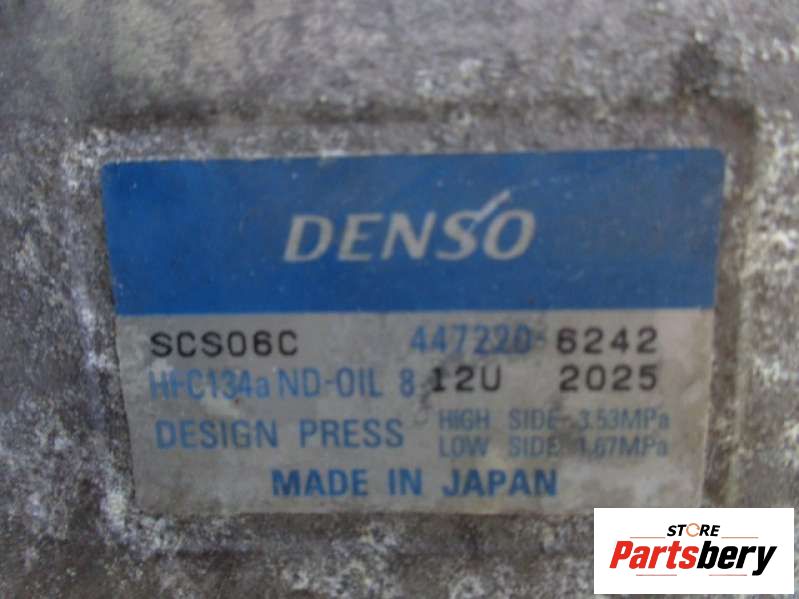 DENSO
SCS06C 447220-6242
HFC134a ND-OIL 8 12U 2025
DESIGN PRESS HIGH SIDE 3.53MPa
LOW SIDE 1.67MPa
MADE IN JAPAN
STORE
Partsbery